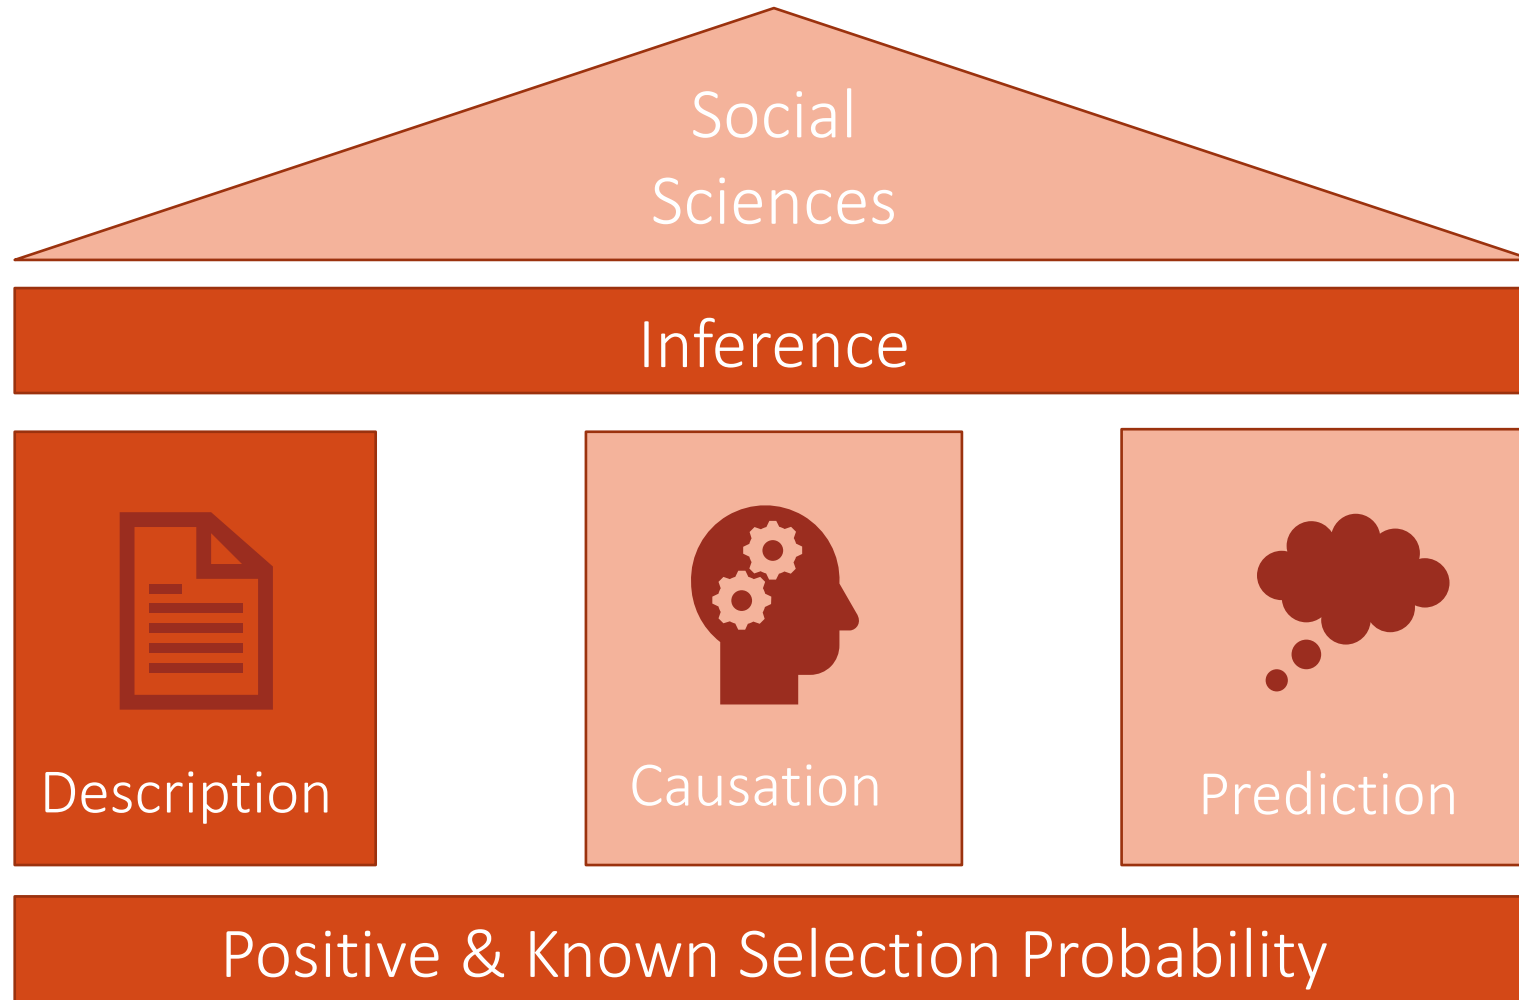 Social
Sciences
Inference
Description
Causation
Prediction
Positive & Known Selection Probability